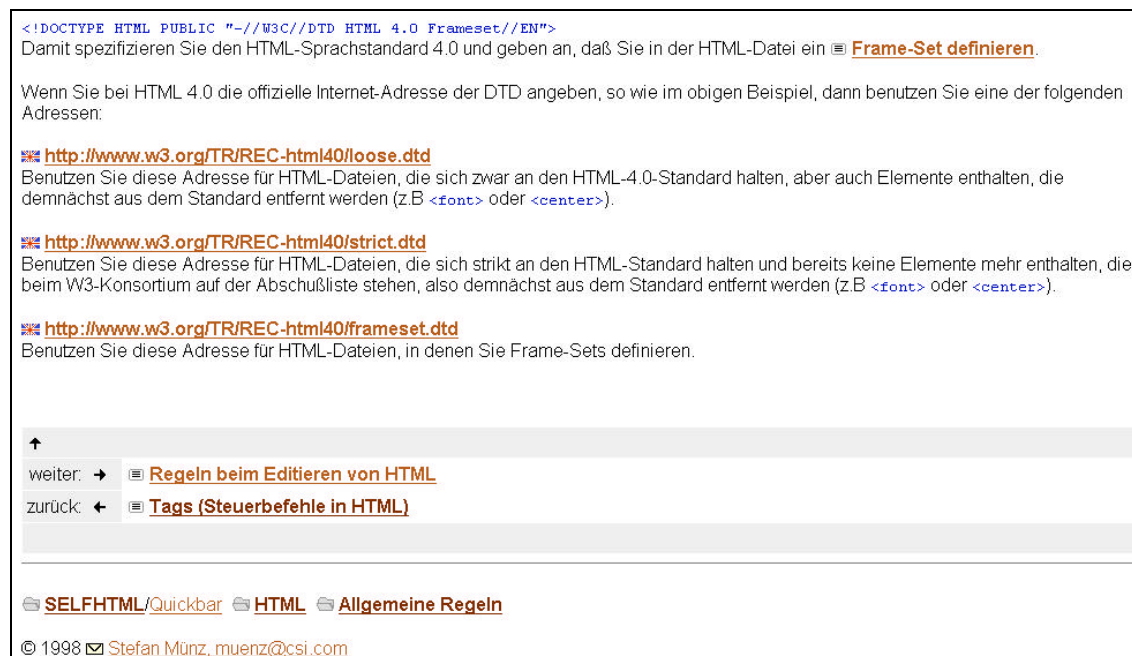 <!DOCTYPE HTML PUBLIC "-//W3C//DTD HTML 4.0 Frameset//EN">
Damit spezifizieren Sie den HTML-Sprachstandard 4.0 und geben an, daß Sie in der HTML-Datei ein Frame-Set definieren.
Wenn Sie bei HTML 4.0 die offizielle Internet-Adresse der DTD angeben, so wie im obigen Beispiel, dann benutzen Sie eine der folgenden
Adressen:
http://www.w3.org/TR/REC-html40/loose.dtd
Benutzen Sie diese Adresse für HTML-Dateien, die sich zwar an den HTML-4.0-Standard halten, aber auch Elemente enthalten, die
demnächst aus dem Standard entfernt werden (z.B <font> oder <center>).
http://www.w3.org/TR/REC-html40/strict.dtd
Benutzen Sie diese Adresse für HTML-Dateien, die sich strikt an den HTML-Standard halten und bereits keine Elemente mehr enthalten, die
beim W3-Konsortium auf der Abschußliste stehen, also demnächst aus dem Standard entfernt werden (z.B <font> oder <center>).
http://www.w3.org/TR/REC-html40/frameset.dtd
Benutzen Sie diese Adresse für HTML-Dateien, in denen Sie Frame-Sets definieren.
weiter: Regeln beim Editieren von HTML
zurück: Tags (Steuerbefehle in HTML)
SELFHTML/Quickbar HTML Allgemeine Regeln
© 1998 Stefan Münz, muenz@csi.com